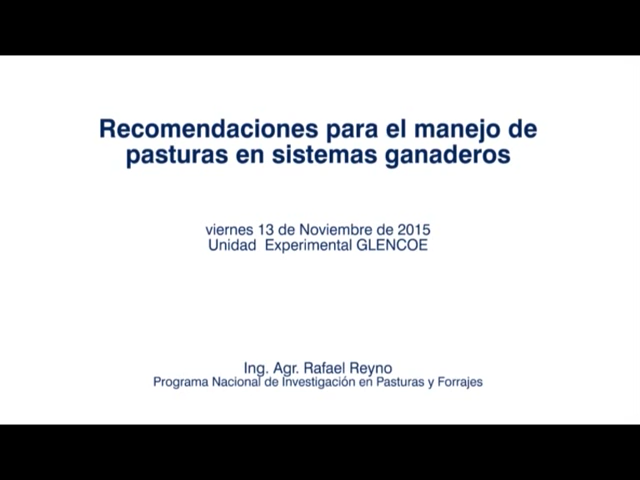 Recomendaciones para el manejo de
pasturas en sistemas ganaderos
viernes 13 de Noviembre de 2015
Unidad Experimental GLENCOE
Ing. Agr. Rafael Reyno
Programa Nacional de Investigación en Pasturas y Forrajes